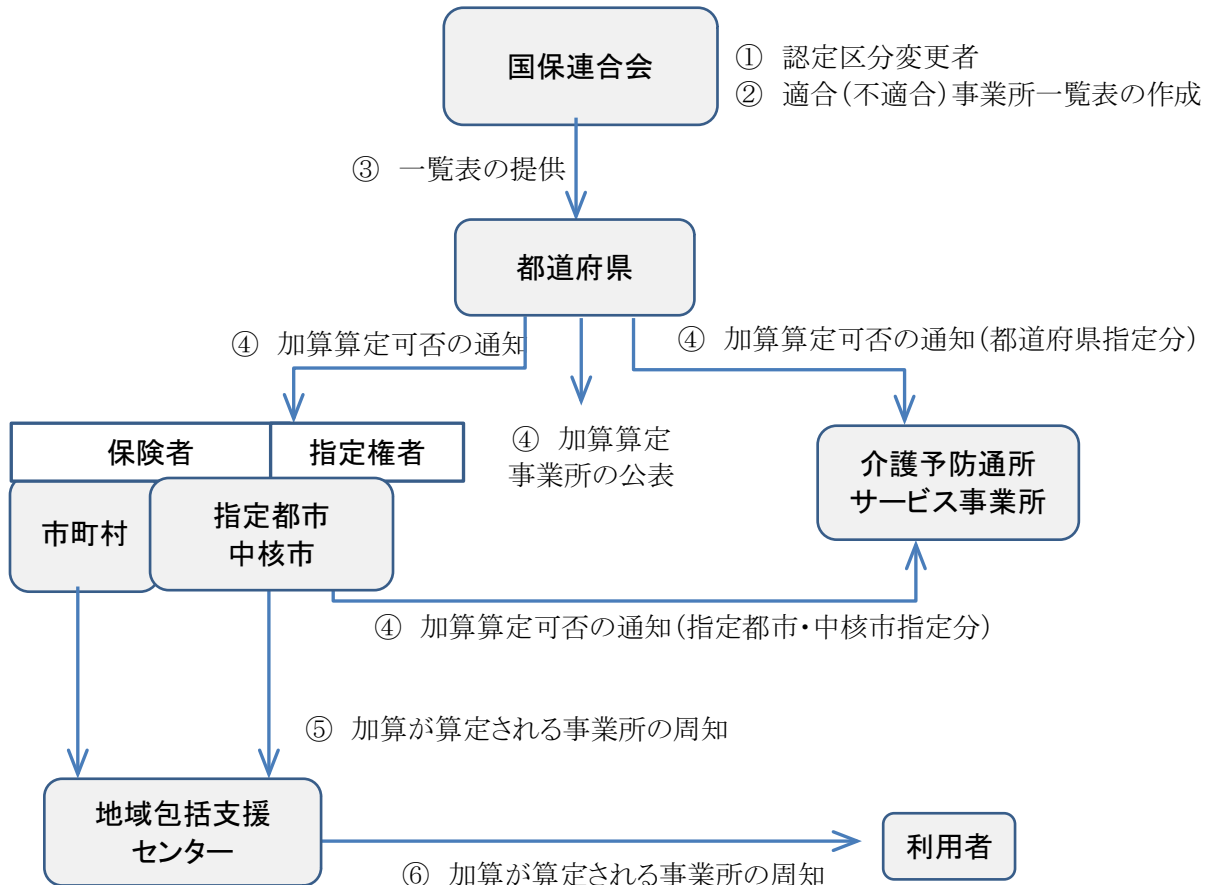 国保連合会
① 認定区分変更者
② 適合(不適合)事業所一覧表の作成
③ 一覧表の提供
都道府県
④ 加算算定可否の通知
④ 加算算定可否の通知(都道府県指定分)
保険者
指定権者
④ 加算算定
事業所の公表
介護予防通所
サービス事業所
市町村
指定都市
中核市
④ 加算算定可否の通知(指定都市・中核市指定分)
⑤ 加算が算定される事業所の周知
地域包括支援
センター
利用者
⑥ 加算が算定される事業所の周知